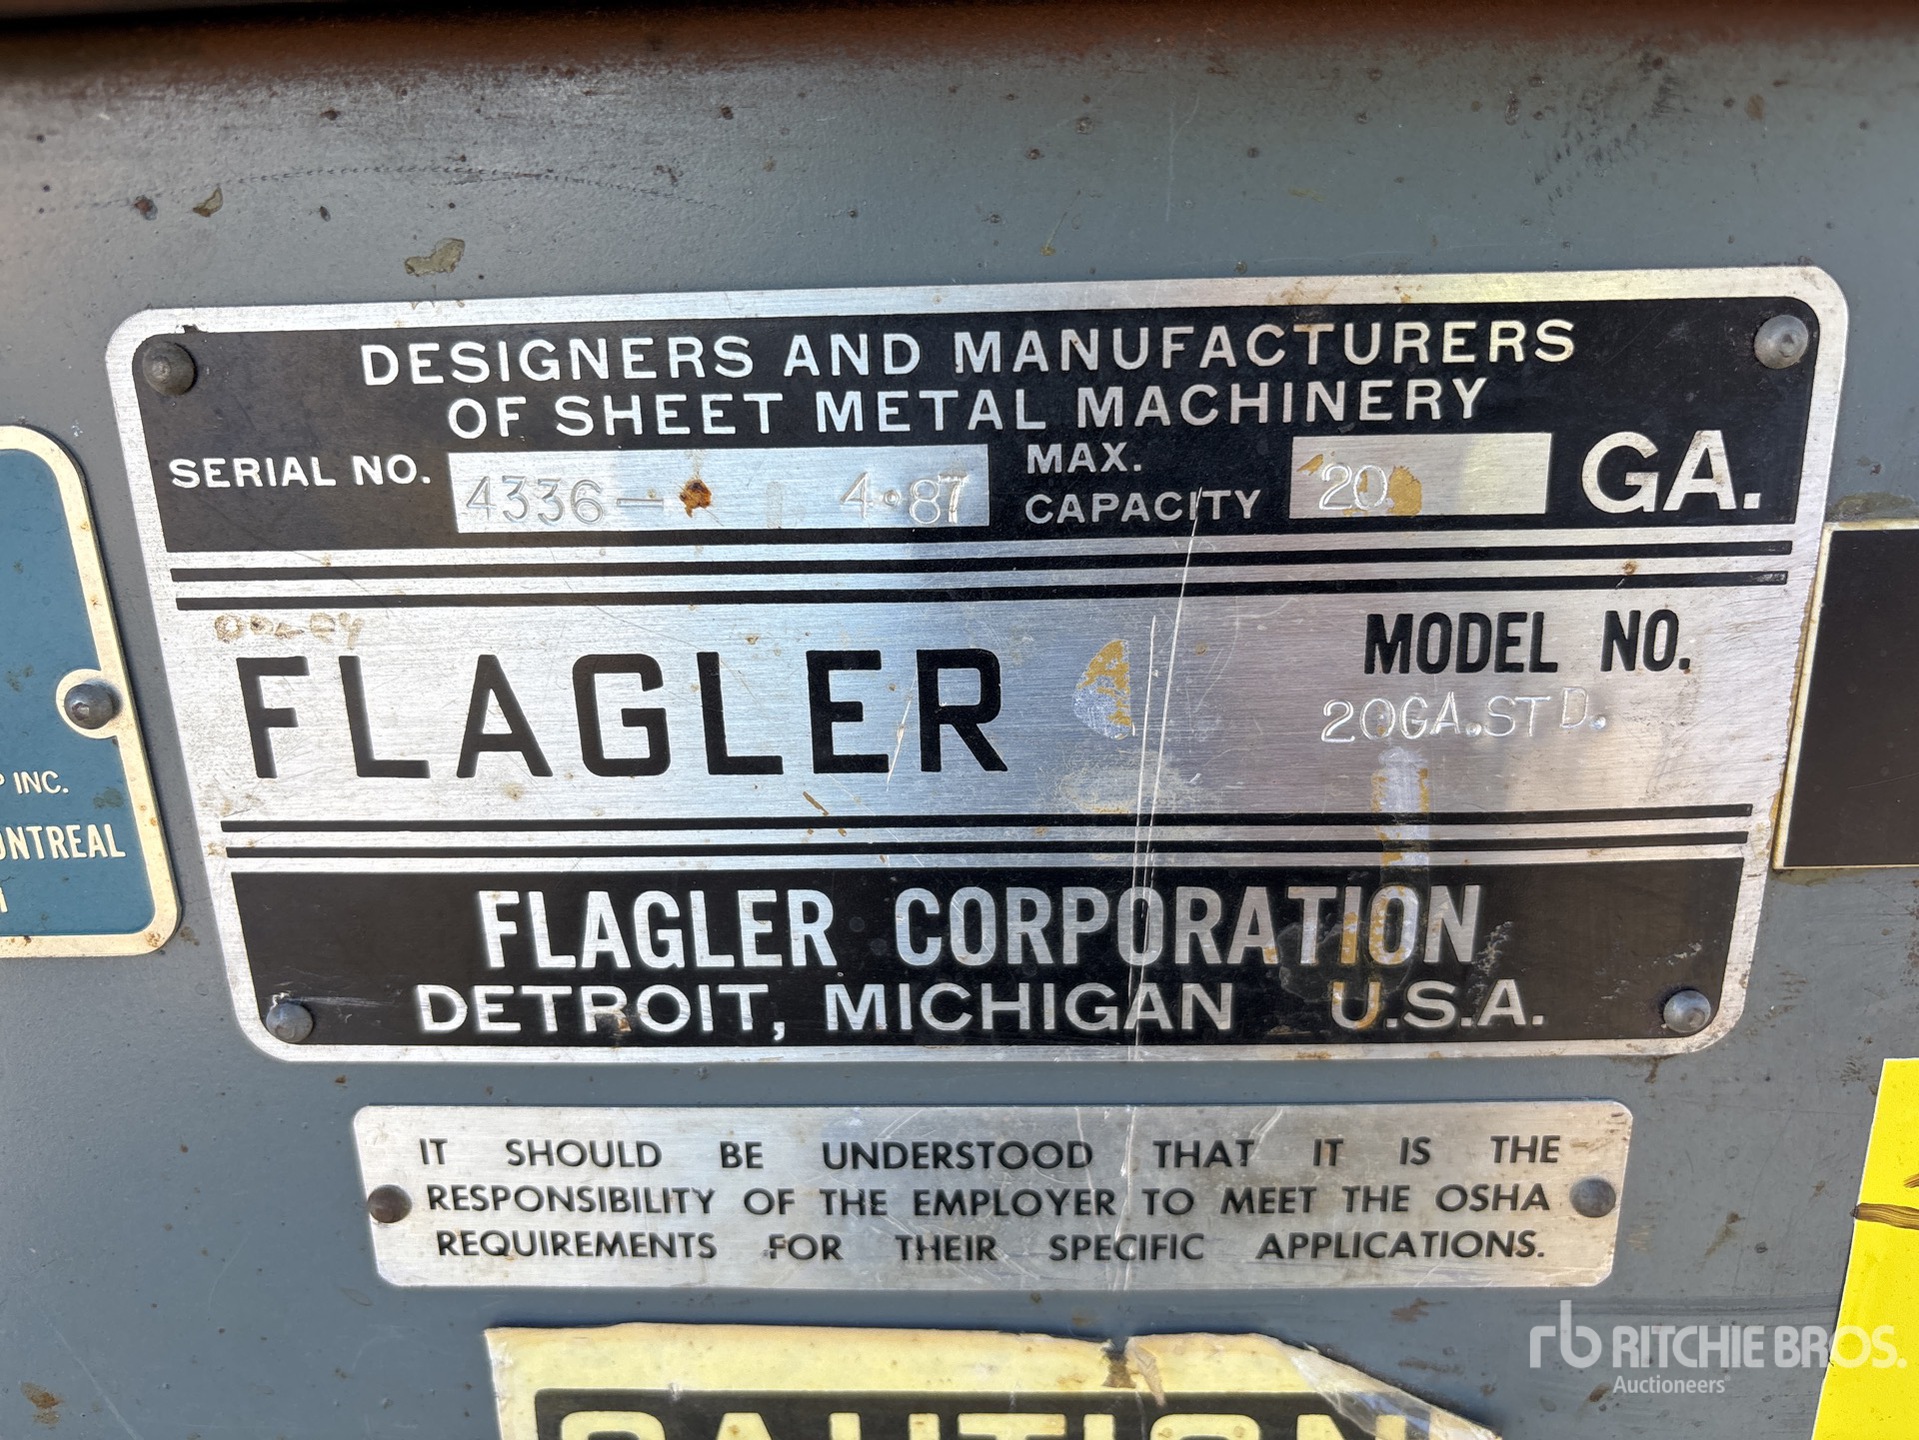 DESIGNERS AND MANUFACTURERS
OF SHEET METAL MACHINERY
SERIAL NO. 4336- 4•87 MAX. CAPACITY 20 GA.
FLAGLER
MODEL NO.
20GA.STD.
FLAGLER CORPORATION
DETROIT, MICHIGAN U.S.A.
IT SHOULD BE UNDERSTOOD THAT IT IS THE
RESPONSIBILITY OF THE EMPLOYER TO MEET THE OSHA
REQUIREMENTS FOR THEIR SPECIFIC APPLICATIONS.
CAUTION
INC.
ONTREAL
rb RITCHIE BROS.
Auctioneers